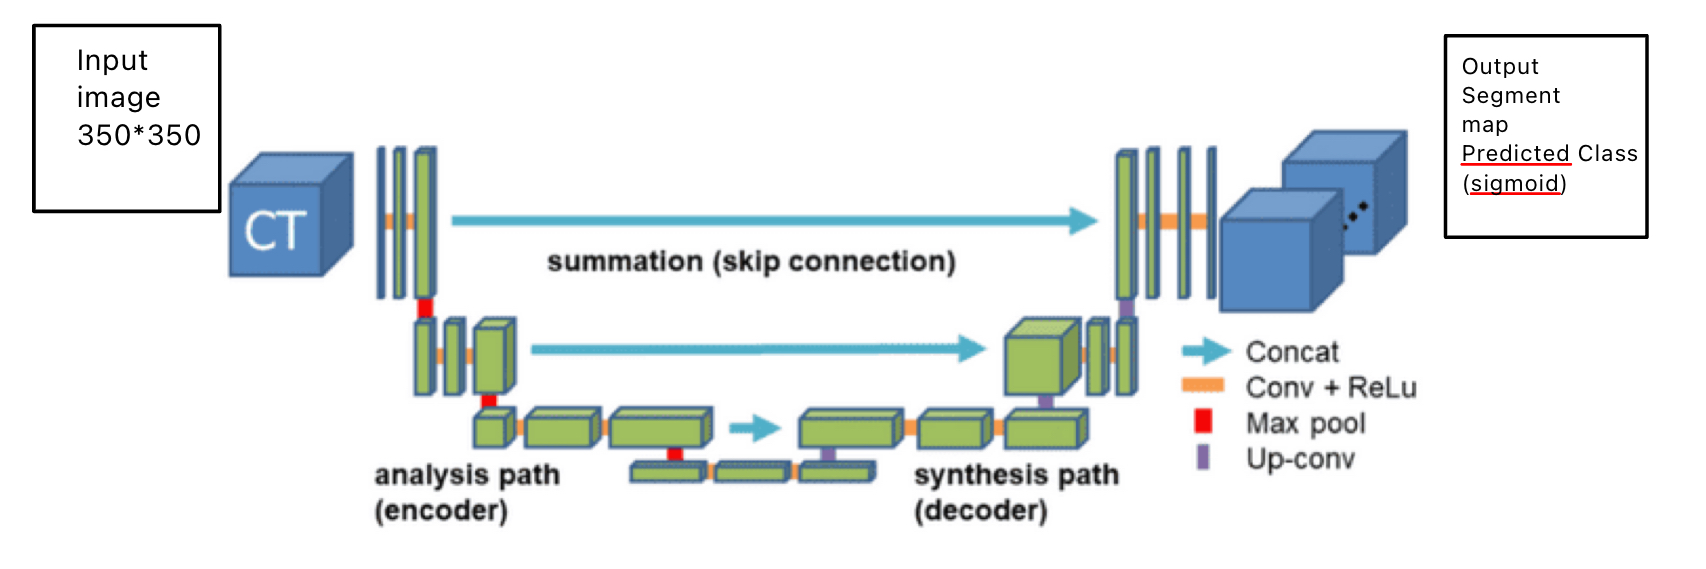 Input
image
350*350
CT
summation (skip connection)
analysis path
(encoder)
synthesis path
(decoder)
Concat
Conv + ReLu
Max pool
Up-conv
Output
Segment
map
Predicted Class
(sigmoid)